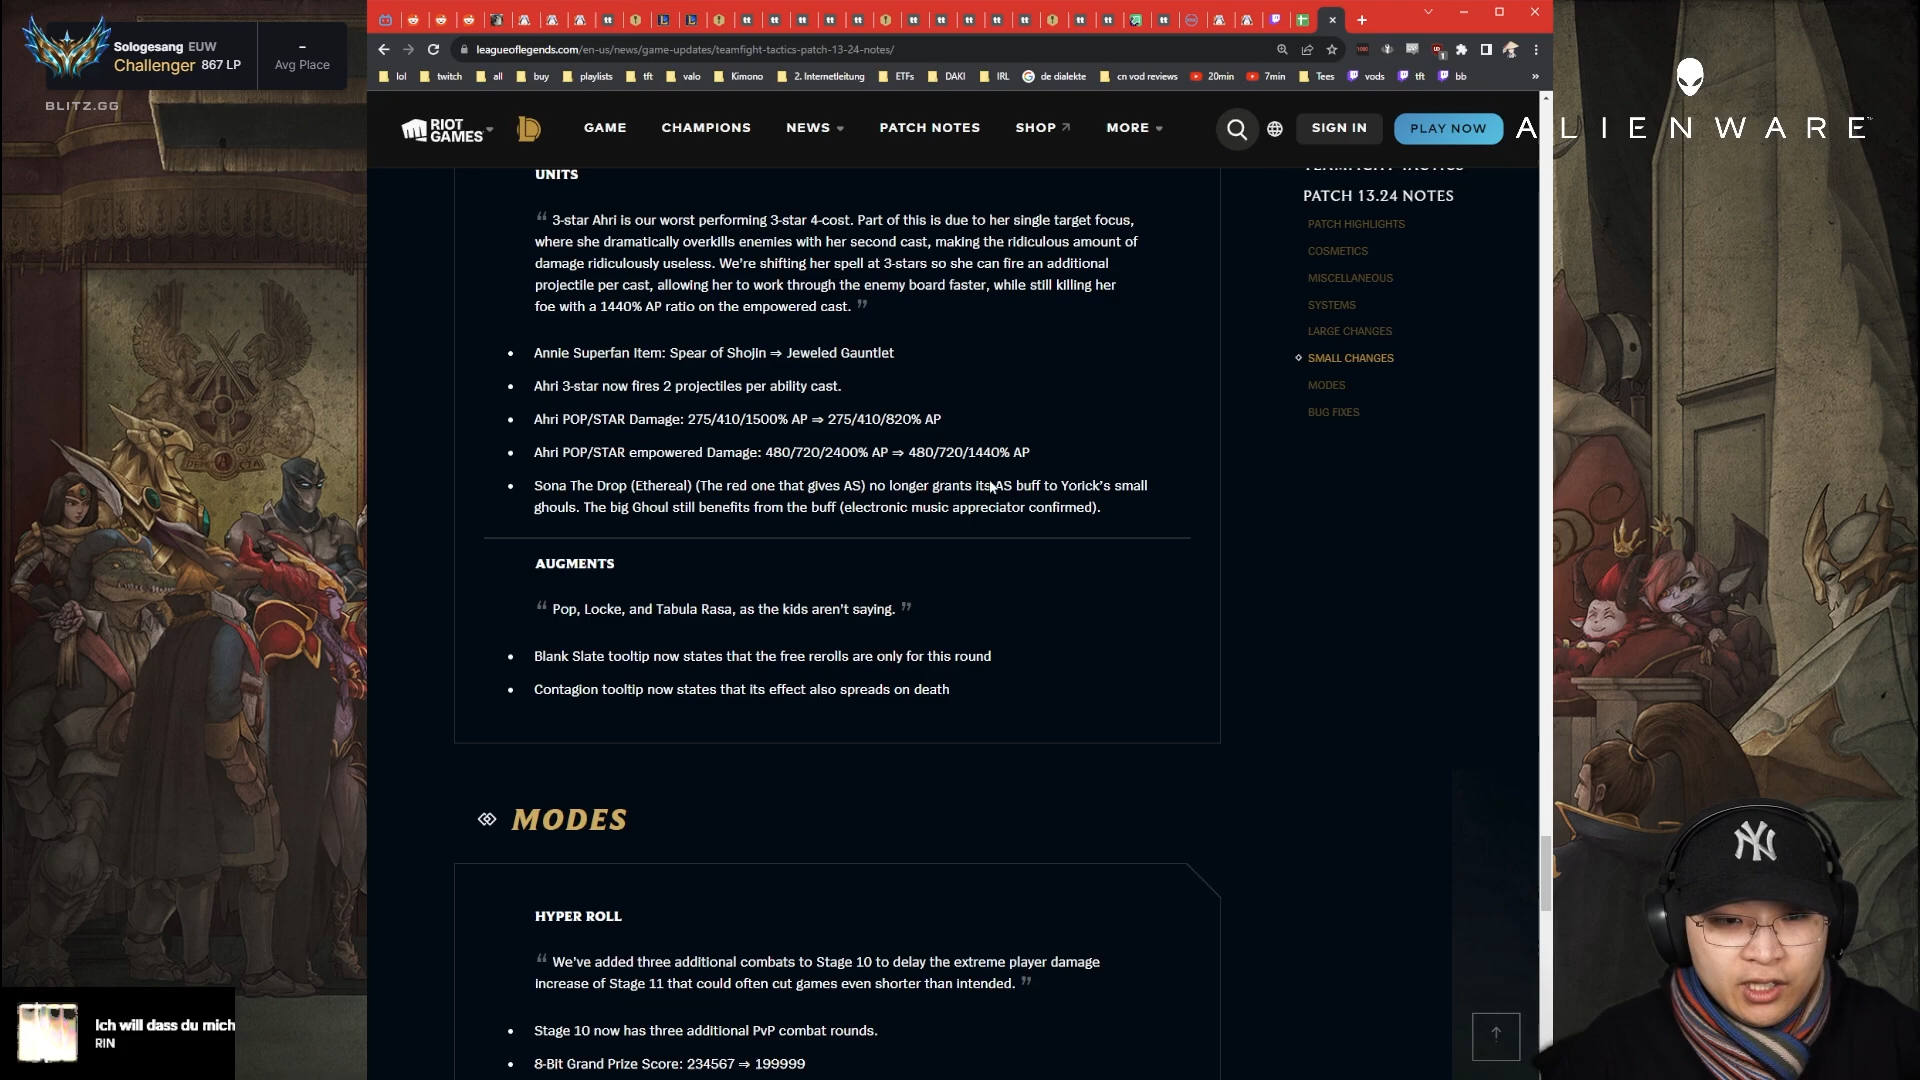 Sologesang EUW
Challenger 867 LP
-
Avg Place
BLITZ.GG
leagueoflegends.com/en-us/news/game-updates/teamfight-tactics-patch-13-24-notes/
lol twitch all buy playlists tft valo Kimono 2. Internetleitung ETFs DAKI IRL de dialekte cn vod reviews 20min 7min Tees vods tft bb »
RIOT GAMES GAME CHAMPIONS NEWS PATCH NOTES SHOP MORE SIGN IN PLAY NOW
ALIENWARE
UNITS
“ 3-star Ahri is our worst performing 3-star 4-cost. Part of this is due to her single target focus,
where she dramatically overkills enemies with her second cast, making the ridiculous amount of
damage ridiculously useless. We’re shifting her spell at 3-stars so she can fire an additional
projectile per cast, allowing her to work through the enemy board faster, while still killing her
foe with a 1440% AP ratio on the empowered cast. ”
• Annie Superfan Item: Spear of Shojin ⇒ Jeweled Gauntlet
• Ahri 3-star now fires 2 projectiles per ability cast.
• Ahri POP/STAR Damage: 275/410/1500% AP ⇒ 275/410/820% AP
• Ahri POP/STAR empowered Damage: 480/720/2400% AP ⇒ 480/720/1440% AP
• Sona The Drop (Ethereal) (The red one that gives AS) no longer grants its AS buff to Yorick’s small
ghouls. The big Ghoul still benefits from the buff (electronic music appreciator confirmed).
AUGMENTS
“ Pop, Locke, and Tabula Rasa, as the kids aren’t saying. ”
• Blank Slate tooltip now states that the free rerolls are only for this round
• Contagion tooltip now states that its effect also spreads on death
MODES
HYPER ROLL
“ We’ve added three additional combats to Stage 10 to delay the extreme player damage
increase of Stage 11 that could often cut games even shorter than intended. ”
• Stage 10 now has three additional PvP combat rounds.
• 8-Bit Grand Prize Score: 234567 ⇒ 199999
TEAMFIGHT TACTICS
PATCH 13.24 NOTES
PATCH HIGHLIGHTS
COSMETICS
MISCELLANEOUS
SYSTEMS
LARGE CHANGES
SMALL CHANGES
MODES
BUG FIXES
Ich will dass du mich
RIN
NY